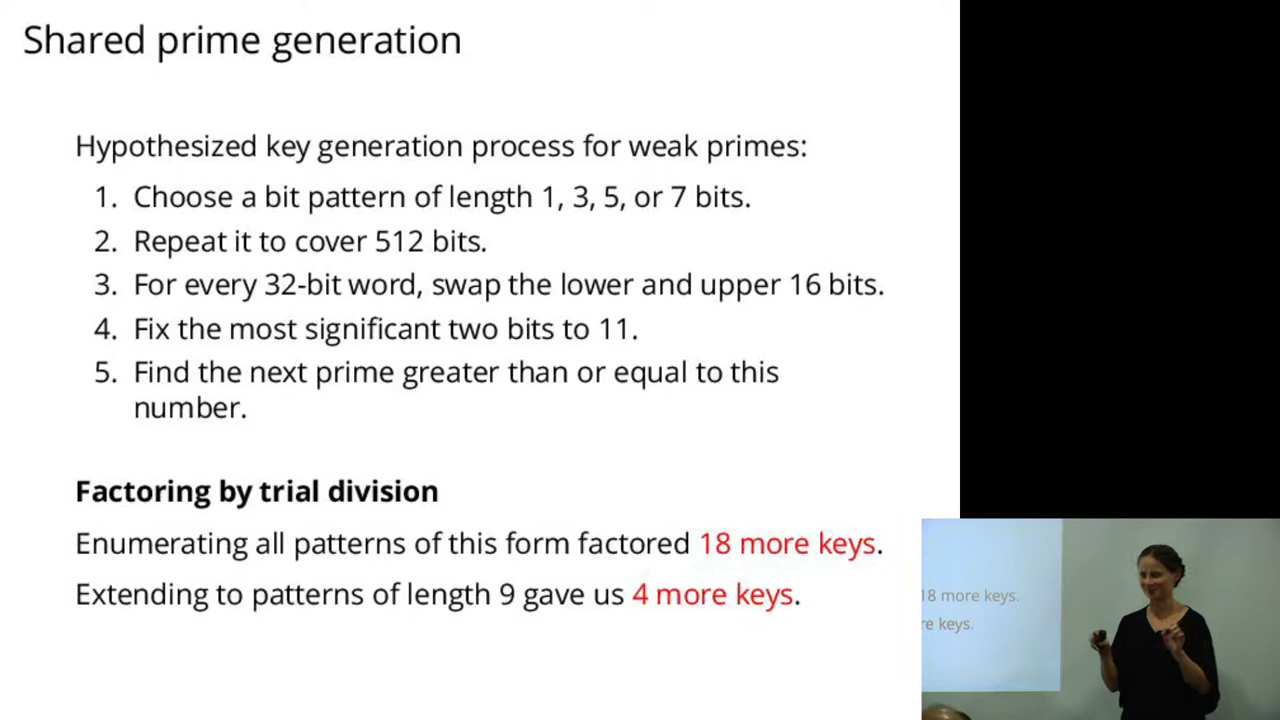 Shared prime generation
Hypothesized key generation process for weak primes:
1. Choose a bit pattern of length 1, 3, 5, or 7 bits.
2. Repeat it to cover 512 bits.
3. For every 32-bit word, swap the lower and upper 16 bits.
4. Fix the most significant two bits to 11.
5. Find the next prime greater than or equal to this
number.
Factoring by trial division
Enumerating all patterns of this form factored 18 more keys.
Extending to patterns of length 9 gave us 4 more keys.
18 more keys.
re keys.